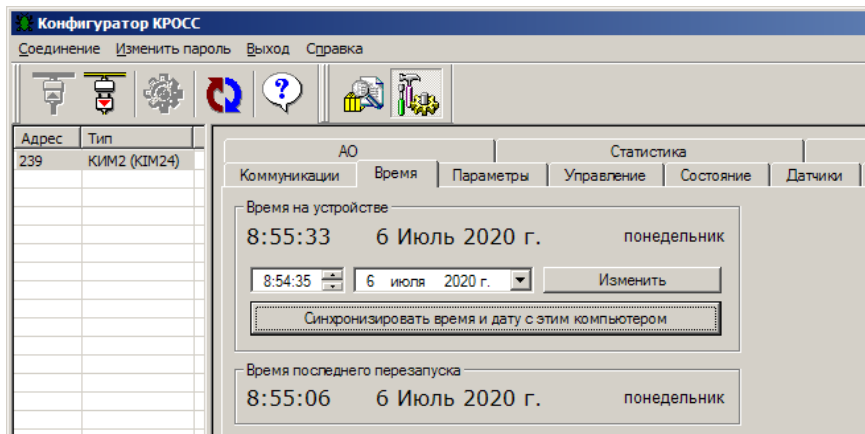 Конфигуратор КРОСС
Соединение Изменить пароль Выход Справка
Адрес Тип
239 КИМ2 (KIM24)
АО Статистика
Коммуникации Время Параметры Управление Состояние Датчики
Время на устройстве
8:55:33 6 Июль 2020 г. понедельник
8:54:35 6 июля 2020 г. Изменить
Синхронизировать время и дату с этим компьютером
Время последнего перезапуска
8:55:06 6 Июль 2020 г. понедельник